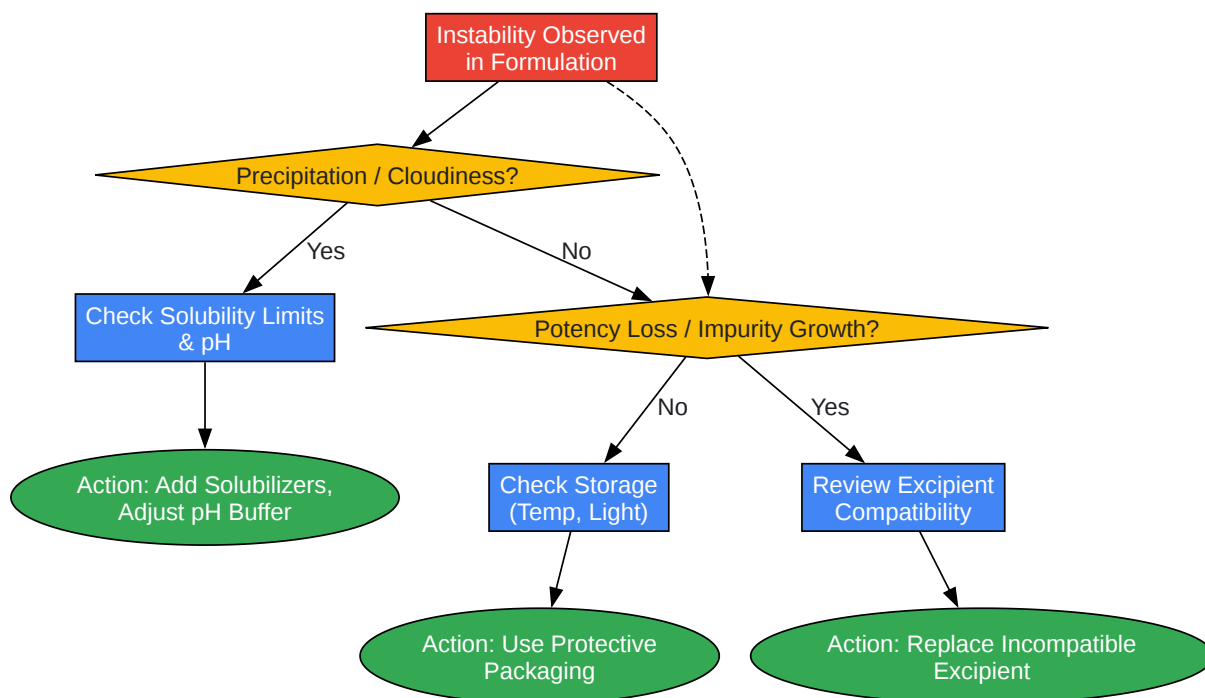 Instability Observed
in Formulation
Precipitation / Cloudiness?
Yes
No
Check Solubility Limits
& pH
Potency Loss / Impurity Growth?
No
Yes
Action: Add Solubilizers,
Adjust pH Buffer
Check Storage
(Temp, Light)
Review Excipient
Compatibility
Action: Use Protective
Packaging
Action: Replace Incompatible
Excipient